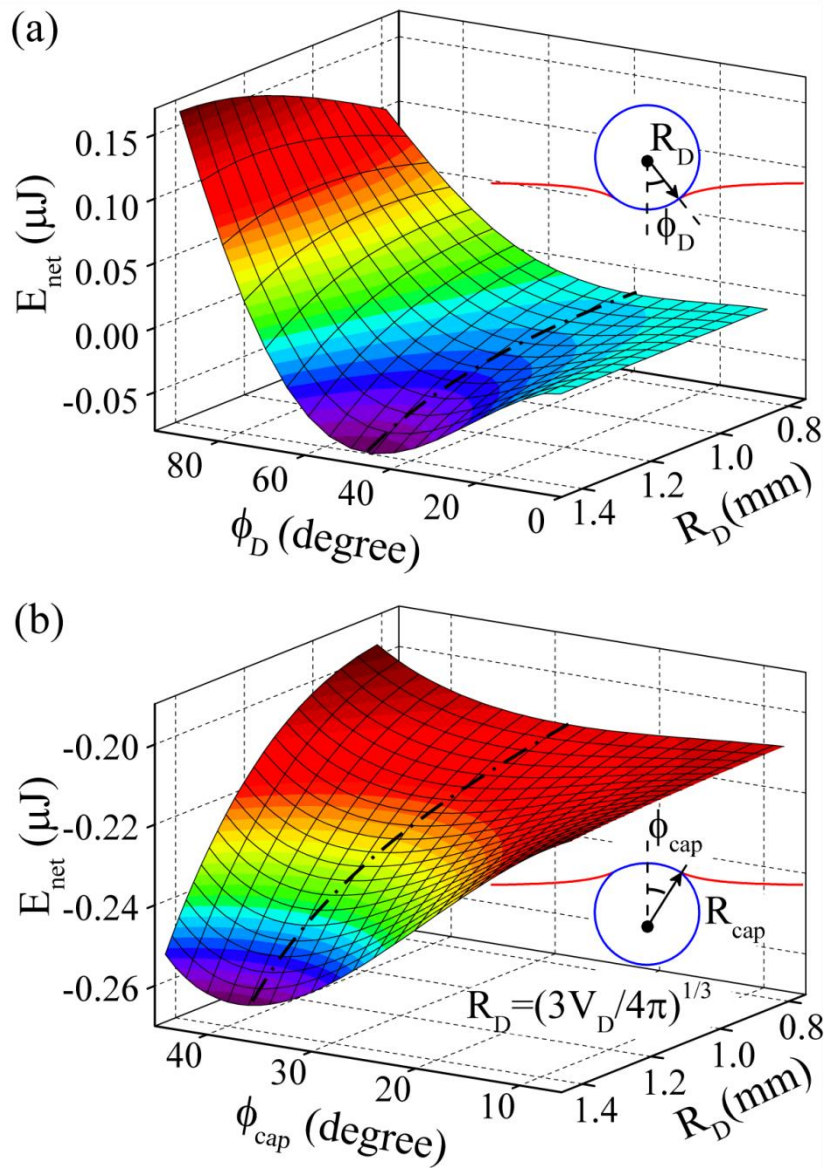 (a)
0.15
0.10
0.05
0.00
-0.05
E_net (μJ)
80
60
40
20
0
ϕ_D (degree)
1.4
1.2
1.0
0.8
R_D(mm)
R_D
ϕ_D
(b)
-0.20
-0.22
-0.24
-0.26
E_net (μJ)
40
30
20
10
ϕ_cap (degree)
1.4
1.2
1.0
0.8
R_D(mm)
ϕ_cap
R_cap
R_D=(3V_D/4π)^1/3